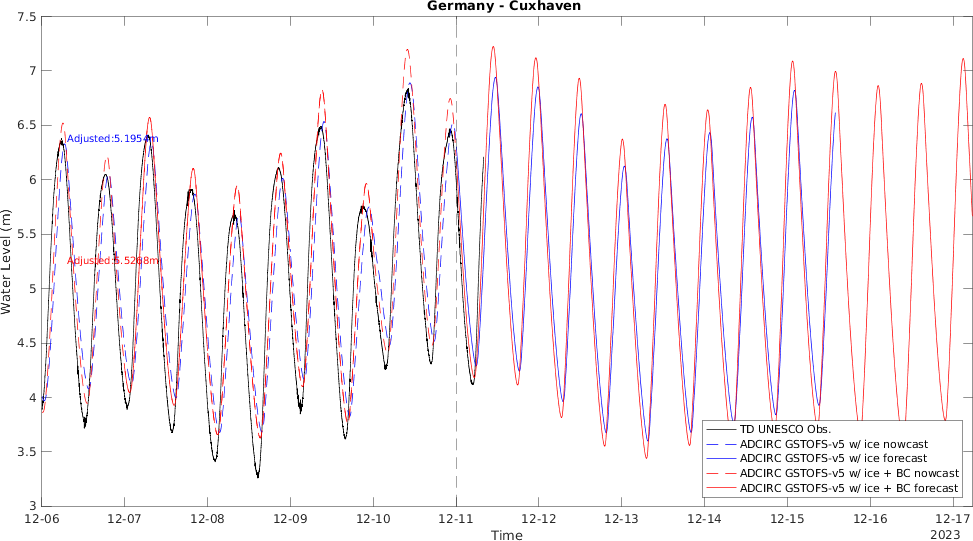 Germany - Cuxhaven
7.5
7
6.5
6
5.5
5
4.5
4
3.5
3
Water Level (m)
Adjusted:5.1954m
Adjusted:5.5268m
TD UNESCO Obs.
ADCIRC GSTOFS-v5 w/ ice nowcast
ADCIRC GSTOFS-v5 w/ ice forecast
ADCIRC GSTOFS-v5 w/ ice + BC nowcast
ADCIRC GSTOFS-v5 w/ ice + BC forecast
12-06 12-07 12-08 12-09 12-10 12-11 12-12 12-13 12-14 12-15 12-16 12-17
Time
2023